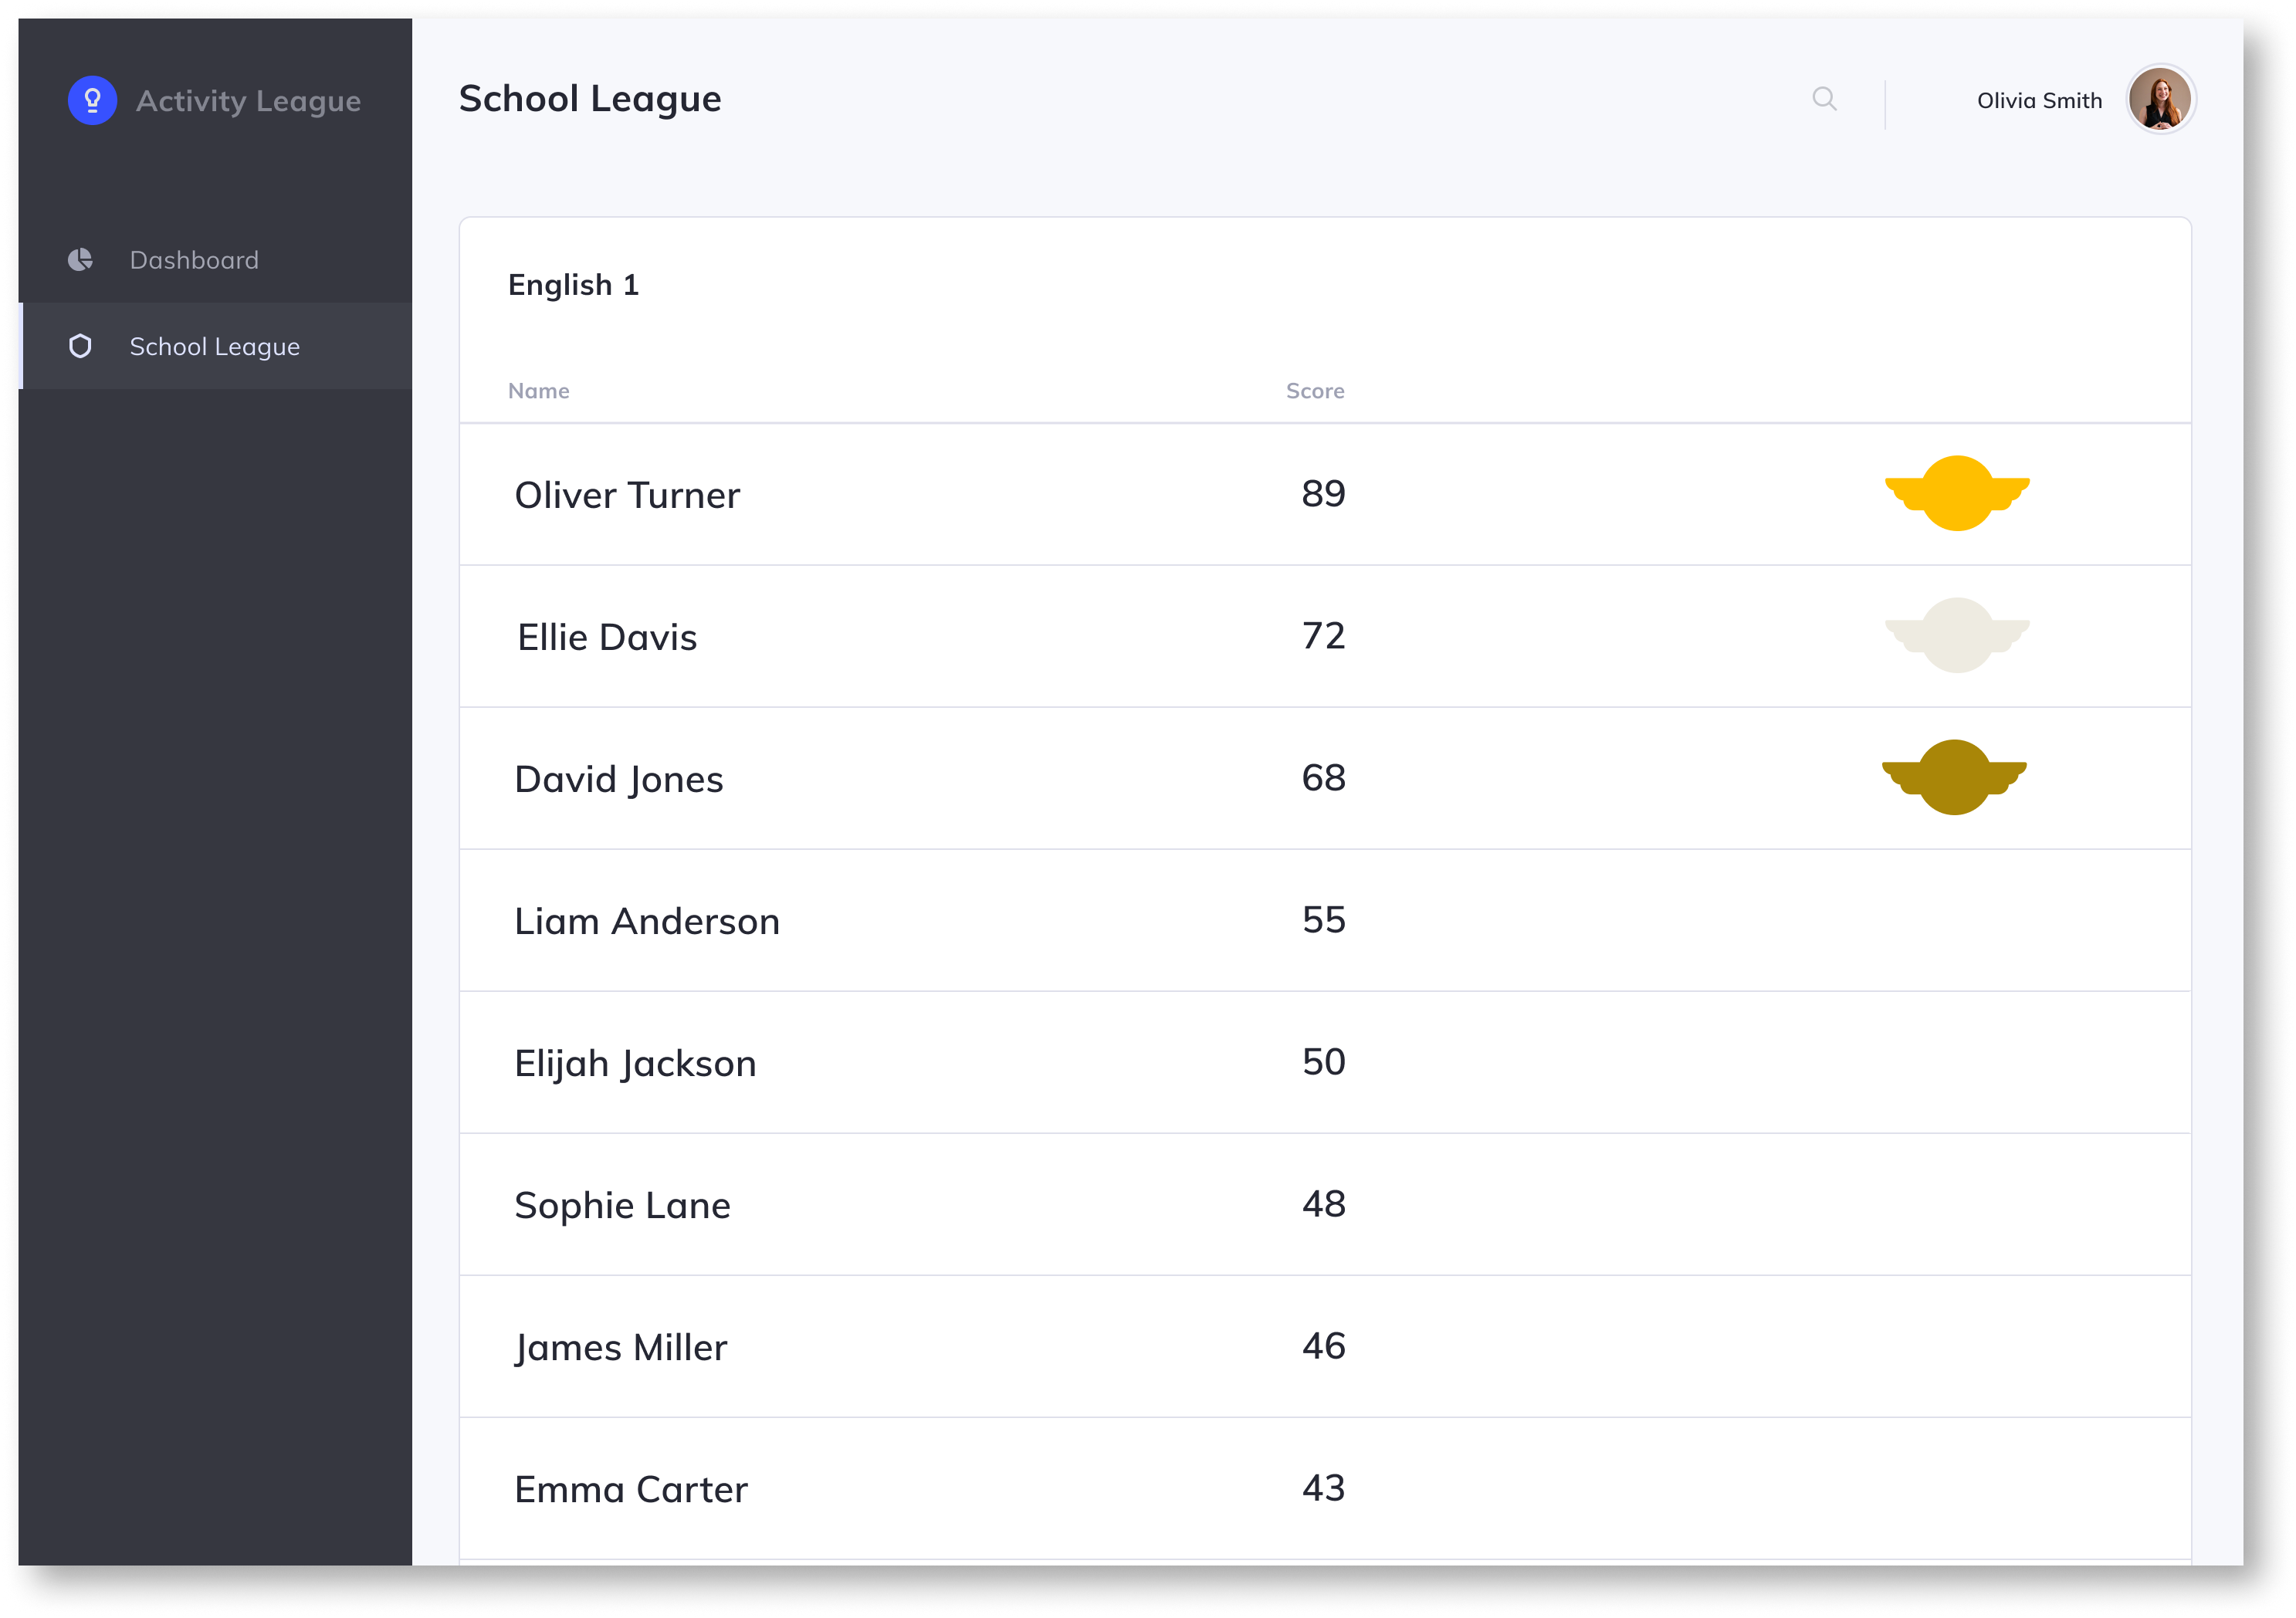 Activity League
Dashboard
School League
School League
Olivia Smith
English 1
Name Score
Oliver Turner 89
Ellie Davis 72
David Jones 68
Liam Anderson 55
Elijah Jackson 50
Sophie Lane 48
James Miller 46
Emma Carter 43